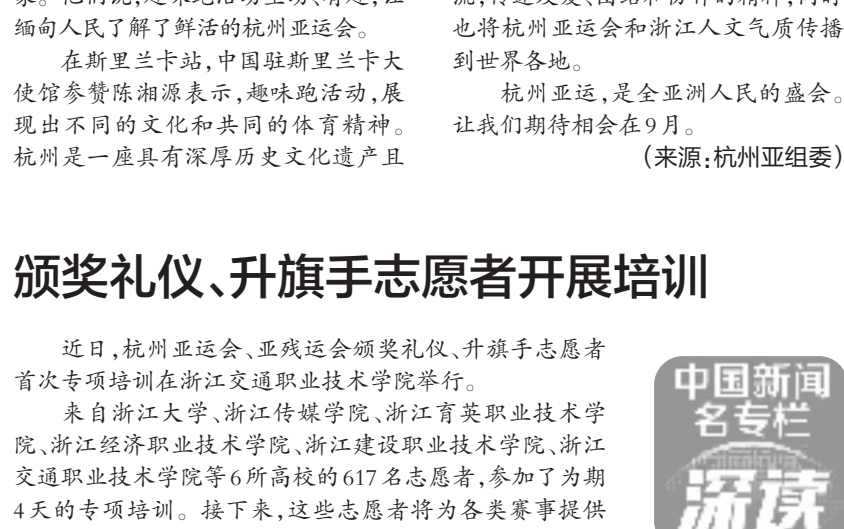 缅甸人民了解了鲜活的杭州亚运会。
在斯里兰卡站,中国驻斯里兰卡大
使馆参赞陈湘源表示,趣味跑活动,展
现出不同的文化和共同的体育精神。
杭州是一座具有深厚历史文化遗产且
也将杭州亚运会和浙江人文气质传播
到世界各地。
杭州亚运,是全亚洲人民的盛会。
让我们期待相会在9月。
(来源:杭州亚组委)
颁奖礼仪、升旗手志愿者开展培训
近日,杭州亚运会、亚残运会颁奖礼仪、升旗手志愿者
首次专项培训在浙江交通职业技术学院举行。
来自浙江大学、浙江传媒学院、浙江育英职业技术学
院、浙江经济职业技术学院、浙江建设职业技术学院、浙江
交通职业技术学院等6所高校的617名志愿者,参加了为期
4天的专项培训。接下来,这些志愿者将为各类赛事提供
中国新闻
名专栏
深读